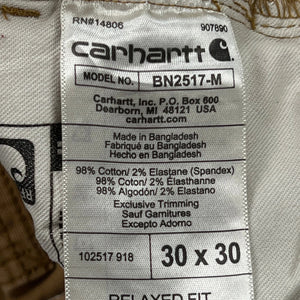 RN#14806 907890
carhartt
MODEL NO. BN2517-M
Carhartt, Inc. P.O. Box 600
Dearborn, MI 48121 USA
carhartt.com
Made in Bangladesh
Fabriqué au Bangladesh
Hecho en Bangladesh
98% Cotton/ 2% Elastane (Spandex)
98% Coton/ 2% Élasthanne
98% Algodon/ 2% Elastano
Exclusive Trimming
Sauf Garnitures
Excepto Adorno
102517 918 30 x 30
RELAXED FIT